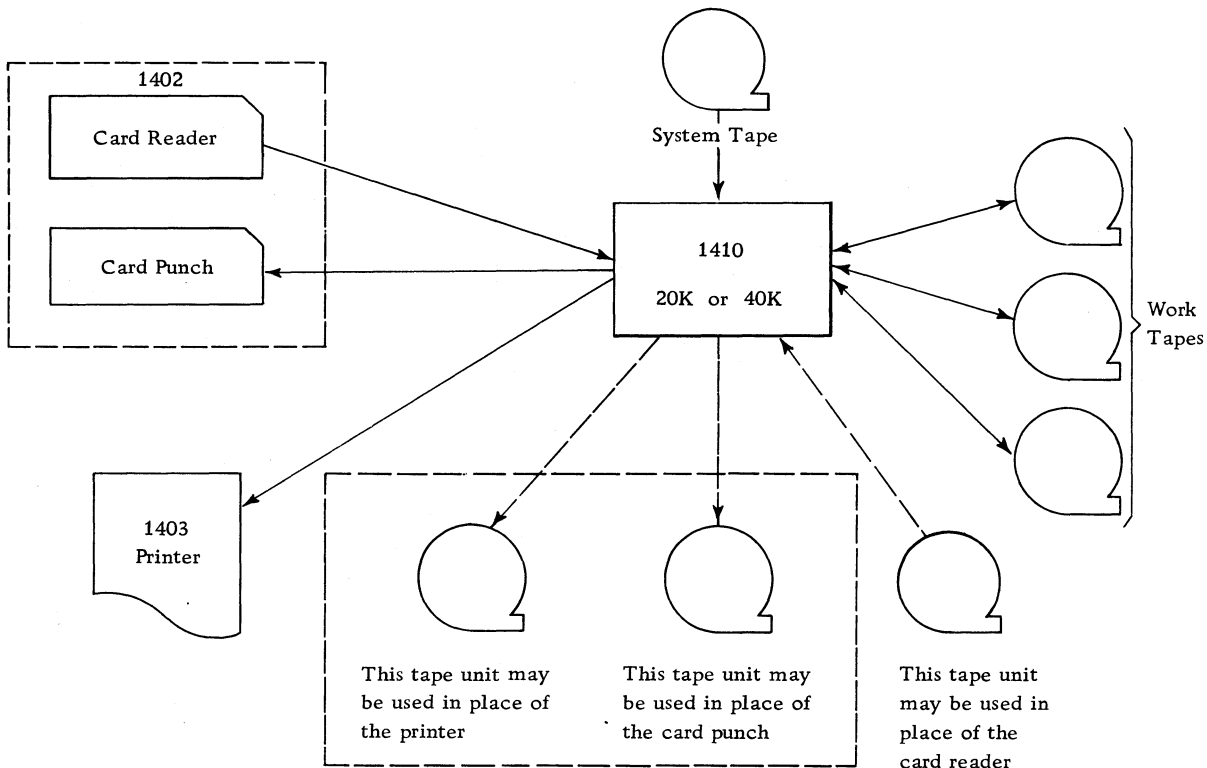 1402
Card Reader
Card Punch
System Tape
1410
20K or 40K
Work
Tapes
1403
Printer
This tape unit may
be used in place of
the printer
This tape unit may
be used in place of
the card punch
This tape unit
may be used in
place of the
card reader